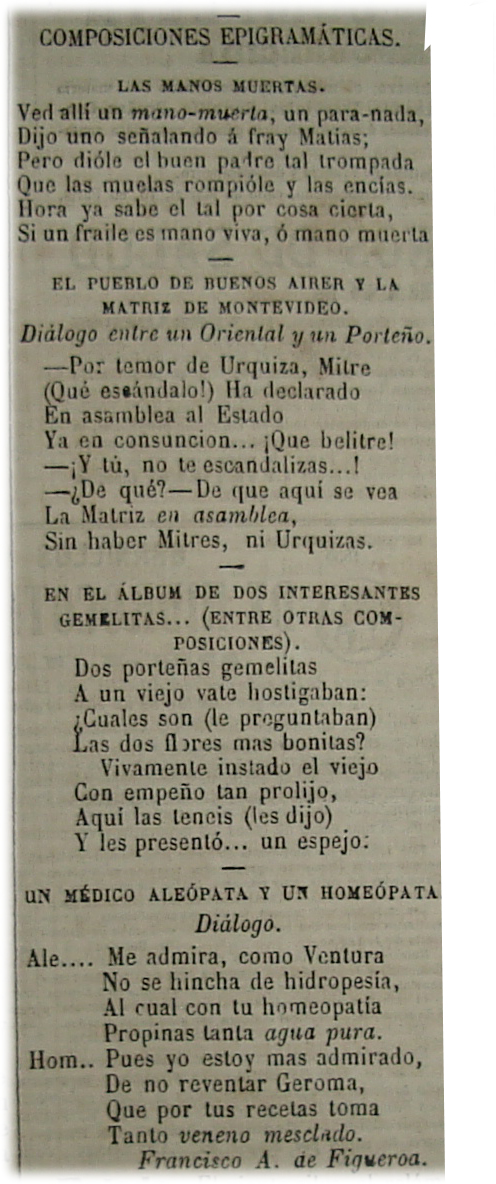 COMPOSICIONES EPIGRAMÁTICAS.
LAS MANOS MUERTAS.
Ved allí un mano-muerta, un para-nada,
Dijo uno señalando á fray Matias;
Pero dióle el buen padre tal trompada
Que las muelas rompióle y las encías.
Hora ya sabe el tal por cosa cierta,
Si un fraile es mano viva, ó mano muerta
EL PUEBLO DE BUENOS AIRER Y LA
MATRIZ DE MONTEVIDEO.
Diálogo entre un Oriental y un Porteño.
—Por temor de Urquiza, Mitre
(Qué escándalo!) Ha declarado
En asamblea al Estado
Ya en consuncion... ¡Que belitre!
—¡Y tú, no te escandalizas...!
—¿De qué?—De que aquí se vea
La Matriz en asamblea,
Sin haber Mitres, ni Urquizas.
EN EL ÁLBUM DE DOS INTERESANTES
GEMELITAS... (ENTRE OTRAS COM-
POSICIONES).
Dos porteñas gemelitas
A un viejo vate hostigaban:
¿Cuales son (le preguntaban)
Las dos flores mas bonitas?
Vivamente instado el viejo
Con empeño tan prolijo,
Aquí las teneis (les dijo)
Y les presentó... un espejo:
UN MÉDICO ALEÓPATA Y UN HOMEÓPATA
Diálogo.
Ale.... Me admira, como Ventura
No se hincha de hidropesía,
Al cual con tu homeopatía
Propinas tanta agua pura.
Hom.. Pues yo estoy mas admirado,
De no reventar Geroma,
Que por tus recetas toma
Tanto veneno mesclado.
Francisco A. de Figueroa.